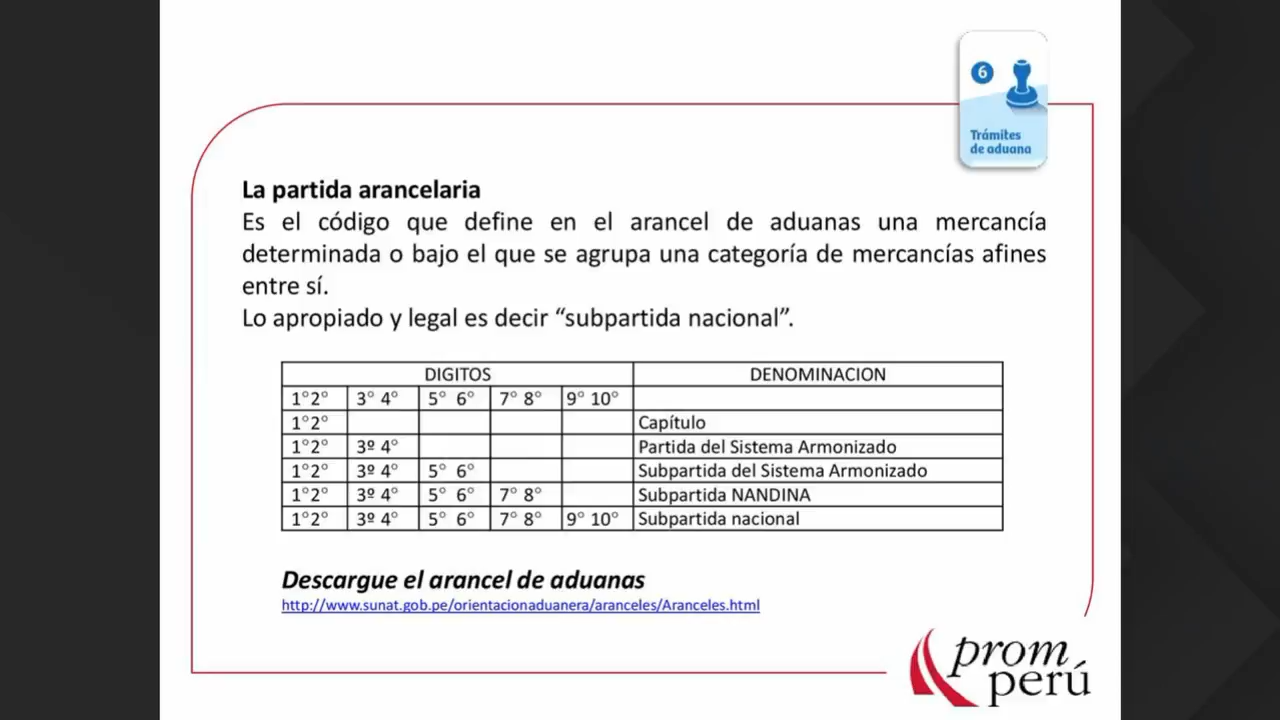 6
Trámites
de aduana
La partida arancelaria
Es el código que define en el arancel de aduanas una mercancía
determinada o bajo el que se agrupa una categoría de mercancías afines
entre sí.
Lo apropiado y legal es decir “subpartida nacional”.
DIGITOS DENOMINACION
1°2° 3° 4° 5° 6° 7° 8° 9° 10°
1°2° Capítulo
1°2° 3º 4° Partida del Sistema Armonizado
1°2° 3º 4° 5° 6° Subpartida del Sistema Armonizado
1°2° 3º 4° 5° 6° 7° 8° Subpartida NANDINA
1°2° 3º 4° 5° 6° 7° 8° 9° 10° Subpartida nacional
Descargue el arancel de aduanas
http://www.sunat.gob.pe/orientacionaduanera/aranceles/Aranceles.html
prom
perú